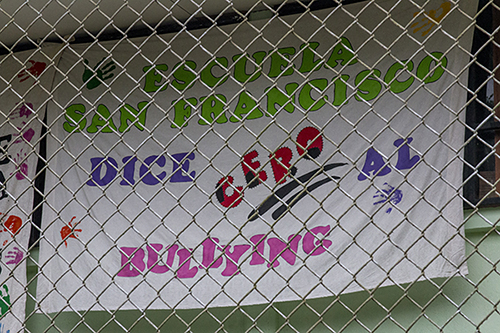 ESCUELA
SAN FRANCISCO
DICE CERO AL
BULLYING